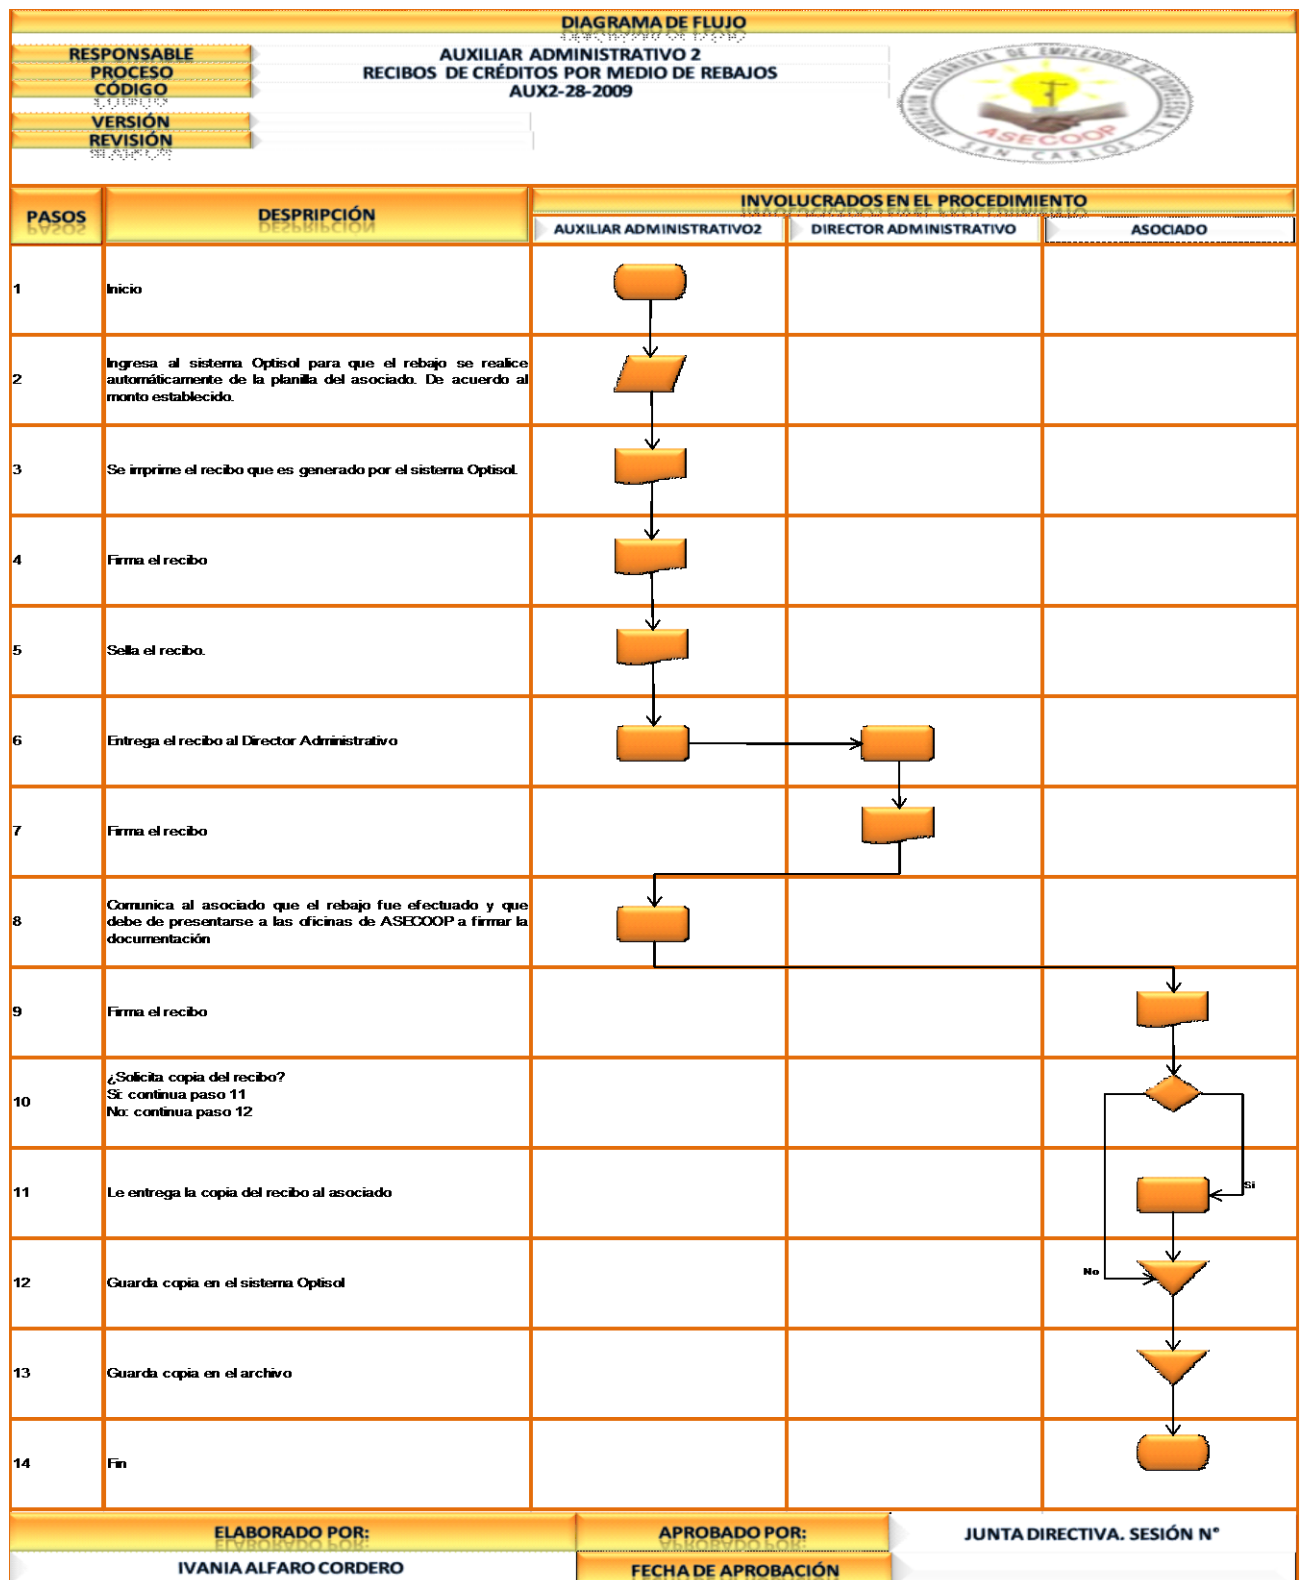 DIAGRAMA DE FLUJO
RESPONSABLE
AUXILIAR ADMINISTRATIVO 2
PROCESO
RECIBOS DE CRÉDITOS POR MEDIO DE REBAJOS
CÓDIGO
AUX2-28-2009
VERSIÓN
REVISIÓN
ASOCIACIÓN SOLIDARISTA DE EMPLEADOS DE COOPELESCA R.L.
ASECOOP
SAN CARLOS
PASOS
DESPRIPCIÓN
INVOLUCRADOS EN EL PROCEDIMIENTO
AUXILIAR ADMINISTRATIVO2
DIRECTOR ADMINISTRATIVO
ASOCIADO
1
Inicio
2
Ingresa al sistema Optisol para que el rebajo se realice
automáticamente de la planilla del asociado. De acuerdo al
monto establecido.
3
Se imprime el recibo que es generado por el sistema Optisol.
4
Firma el recibo
5
Sella el recibo.
6
Entrega el recibo al Director Administrativo
7
Firma el recibo
8
Comunica al asociado que el rebajo fue efectuado y que
debe de presentarse a las oficinas de ASECOOP a firmar la
documentación
9
Firma el recibo
10
¿Solicita copia del recibo?
Si: continua paso 11
No: continua paso 12
11
Le entrega la copia del recibo al asociado
Si
12
Guarda copia en el sistema Optisol
No
13
Guarda copia en el archivo
14
Fin
ELABORADO POR:
APROBADO POR:
JUNTA DIRECTIVA. SESIÓN N°
IVANIA ALFARO CORDERO
FECHA DE APROBACIÓN